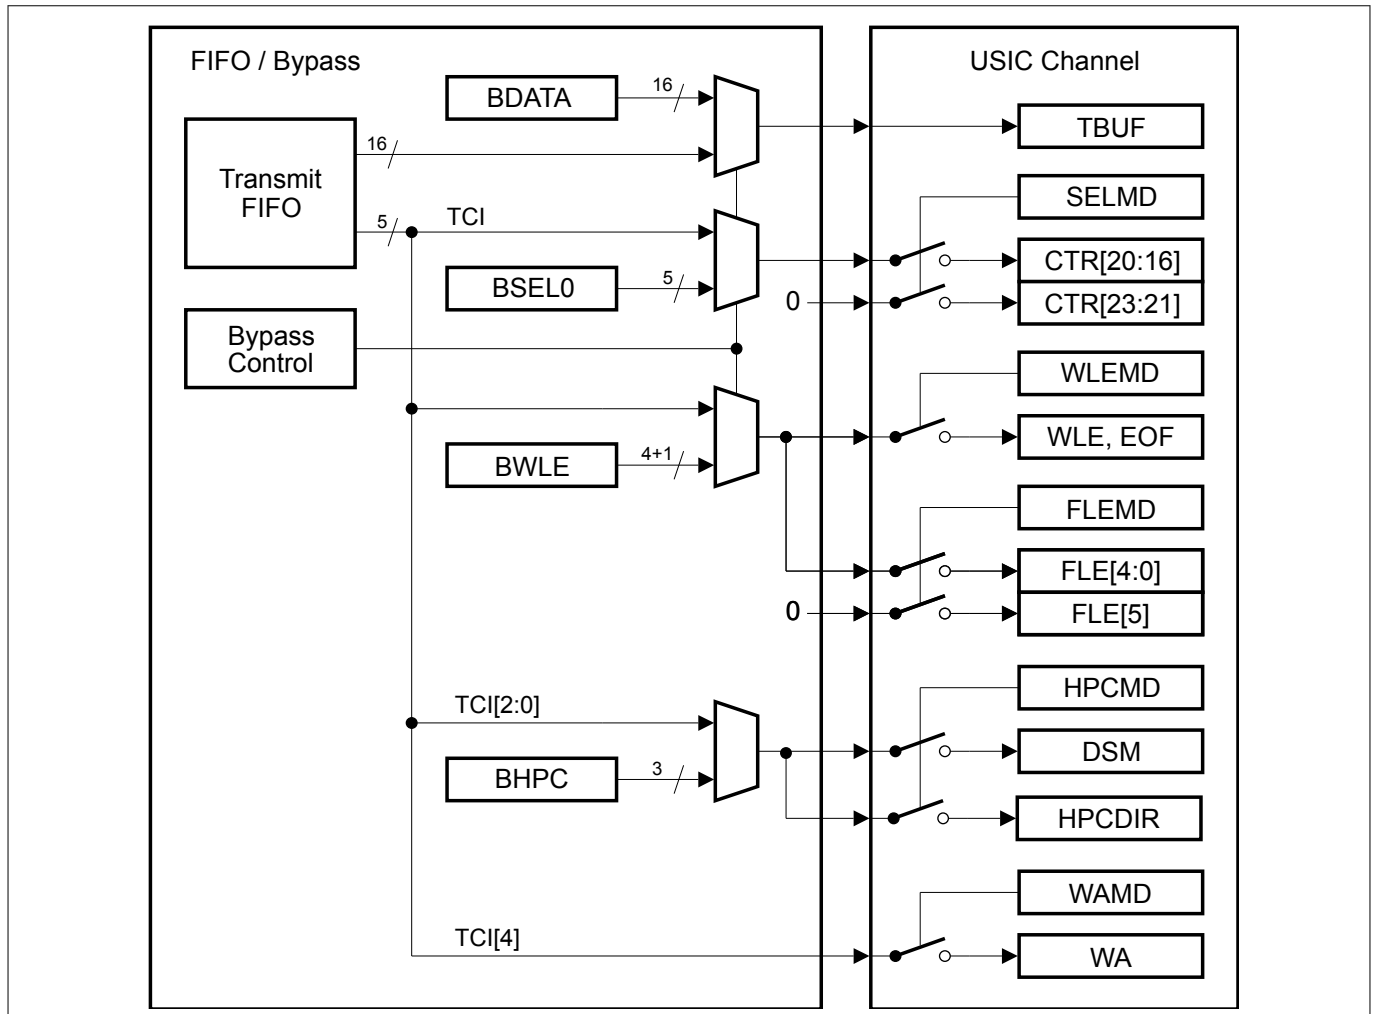 FIFO / Bypass
USIC Channel
BDATA
16
TBUF
Transmit
FIFO
16
5
TCI
SELMD
BSEL0
5
CTR[20:16]
0
CTR[23:21]
Bypass
Control
WLEMD
BWLE
4+1
WLE, EOF
FLEMD
FLE[4:0]
0
FLE[5]
HPCMD
TCI[2:0]
DSM
BHPC
3
HPCDIR
WAMD
TCI[4]
WA